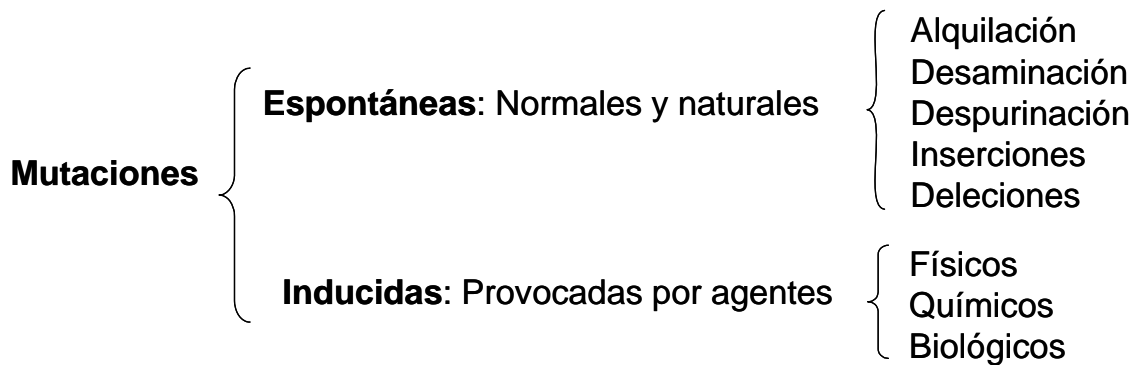 Mutaciones
Espontáneas: Normales y naturales
Alquilación
Desaminación
Despurinación
Inserciones
Deleciones
Inducidas: Provocadas por agentes
Físicos
Químicos
Biológicos